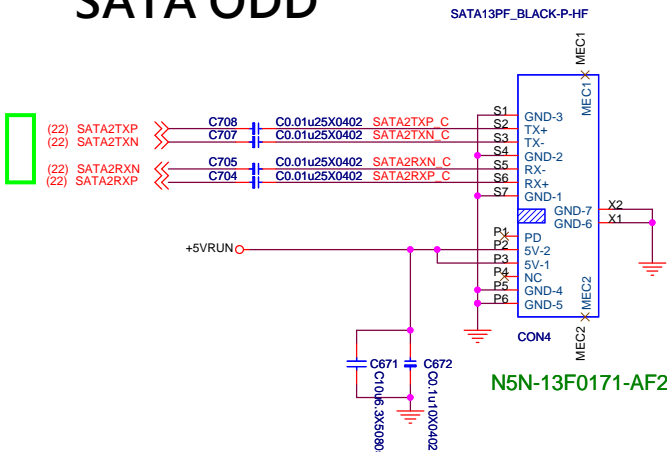 SATA ODD
SATA13PF_BLACK-P-HF
MEC1
MEC1
(22) SATA2TXP C708 C0.01u25X0402 SATA2TXP_C S1 GND-3
(22) SATA2TXN C707 C0.01u25X0402 SATA2TXN_C S2 TX+
S3 TX-
S4 GND-2
(22) SATA2RXN C705 C0.01u25X0402 SATA2RXN_C S5 RX-
(22) SATA2RXP C704 C0.01u25X0402 SATA2RXP_C S6 RX+
S7 GND-1
GND-7 X2
GND-6 X1
P1 PD
+5VRUN P2 5V-2
P3 5V-1
P4 NC
P5 GND-4
P6 GND-5
MEC2
MEC2
CON4
C671 C10u6.3X5080
C672 C0.1u10X0402
N5N-13F0171-AF2